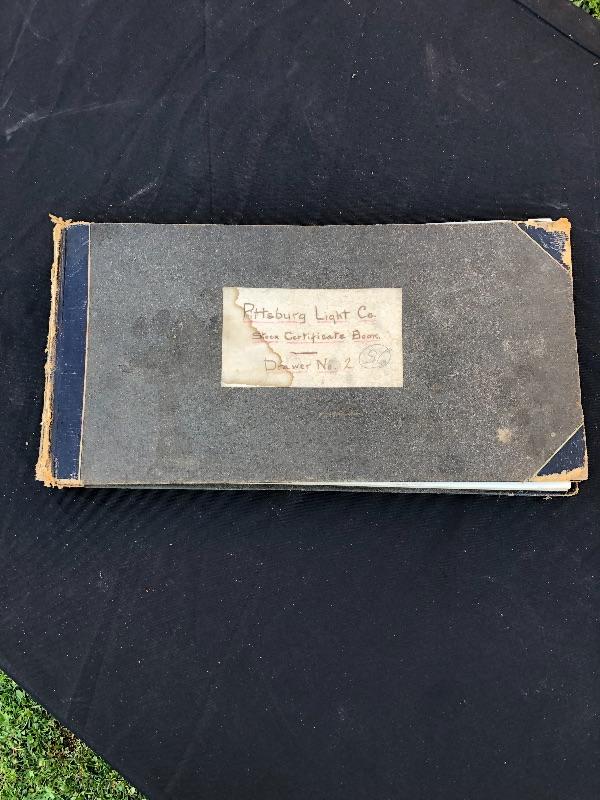 Pittsburg Light Co.
Stock Certificate Book.
Drawer No. 2